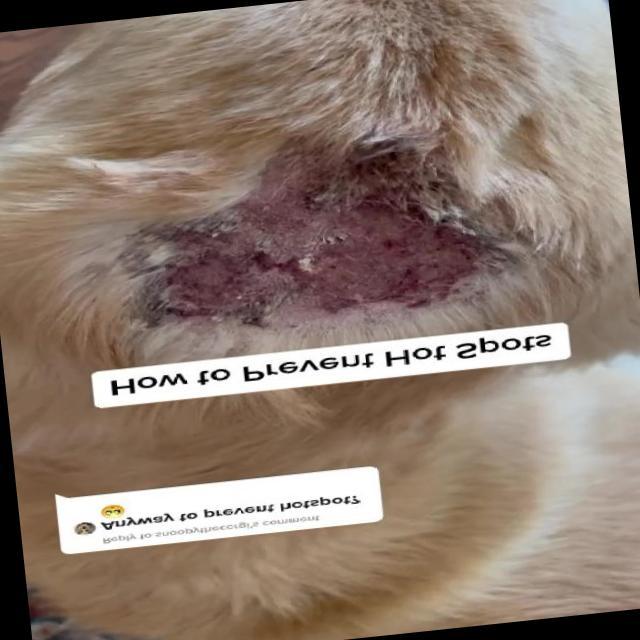 Reply to snoopythecorgi's comment
Anyway to prevent hotspot?
😁
How to Prevent Hot Spots